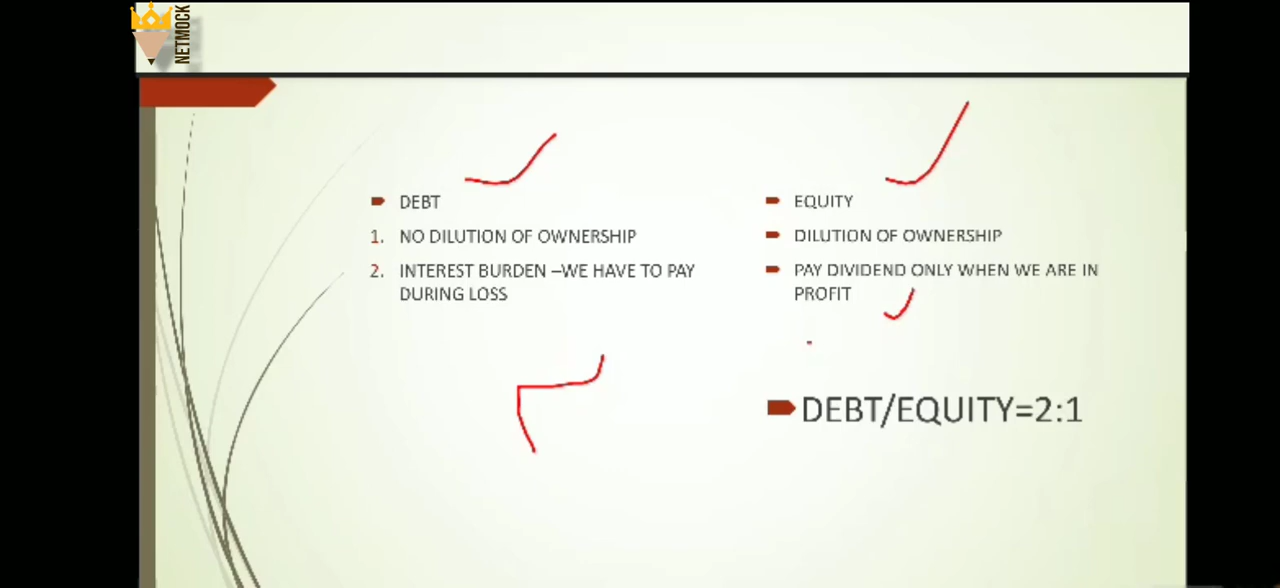 NETMOCK
DEBT
1. NO DILUTION OF OWNERSHIP
2. INTEREST BURDEN –WE HAVE TO PAY
DURING LOSS
EQUITY
DILUTION OF OWNERSHIP
PAY DIVIDEND ONLY WHEN WE ARE IN
PROFIT
DEBT/EQUITY=2:1